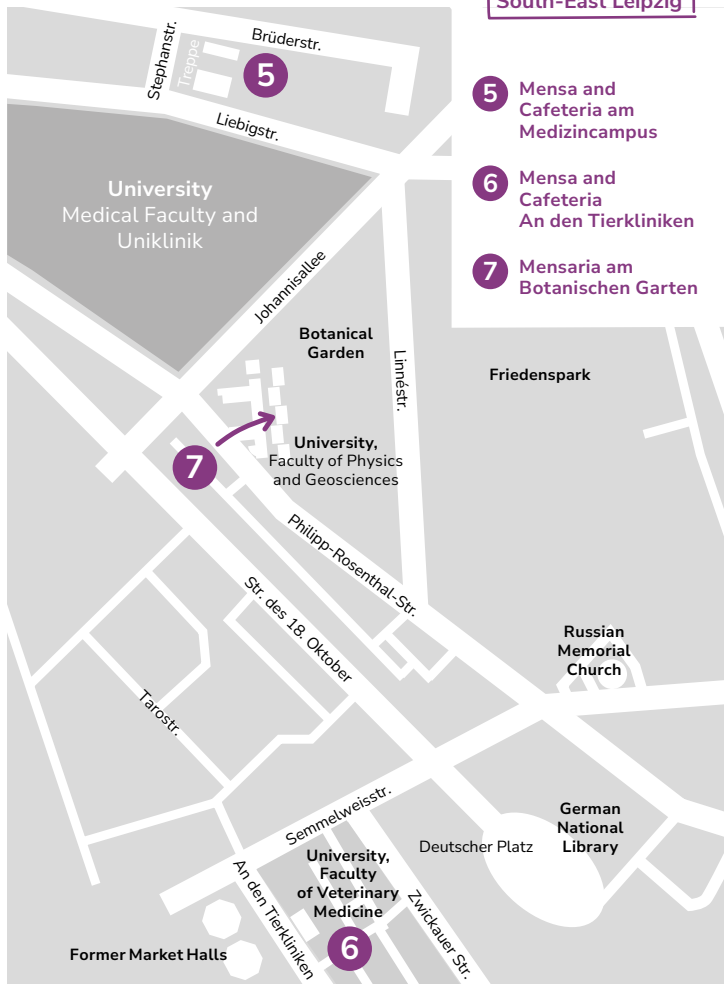 South-East Leipzig
5
Mensa and
Cafeteria am
Medizincampus
6
Mensa and
Cafeteria
An den Tierkliniken
7
Mensaria am
Botanischen Garten
Brüderstr.
Stephanstr.
Treppe
5
Liebigstr.
University
Medical Faculty and
Uniklinik
Johannisallee
Botanical
Garden
Linnéstr.
Friedenspark
7
University,
Faculty of Physics
and Geosciences
Philipp-Rosenthal-Str.
Str. des 18. Oktober
Russian
Memorial
Church
Tarostr.
Semmelweisstr.
German
National
Library
Deutscher Platz
University,
Faculty
of Veterinary
Medicine
An den Tierkliniken
Zwickauer Str.
6
Former Market Halls